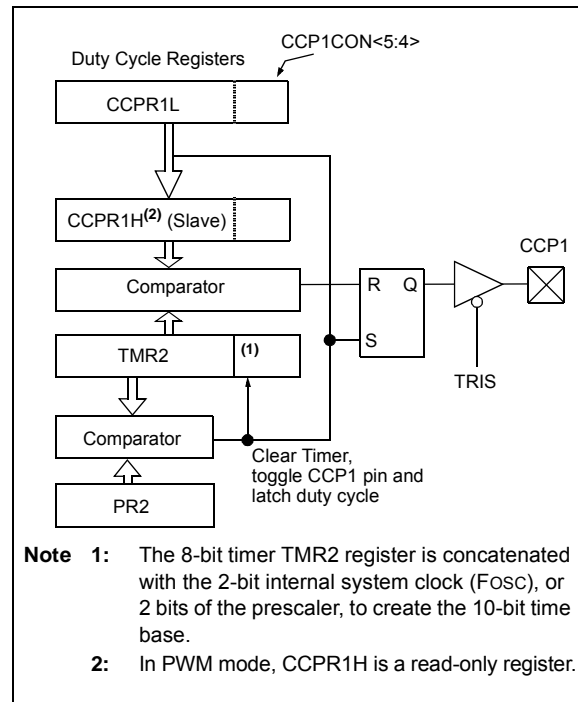 CCP1CON<5:4>
Duty Cycle Registers
CCPR1L
CCPR1H(2) (Slave)
CCP1
Comparator
R Q
TMR2 (1)
S
TRIS
Comparator
Clear Timer,
toggle CCP1 pin and
latch duty cycle
PR2
Note 1: The 8-bit timer TMR2 register is concatenated
with the 2-bit internal system clock (FOSC), or
2 bits of the prescaler, to create the 10-bit time
base.
2: In PWM mode, CCPR1H is a read-only register.